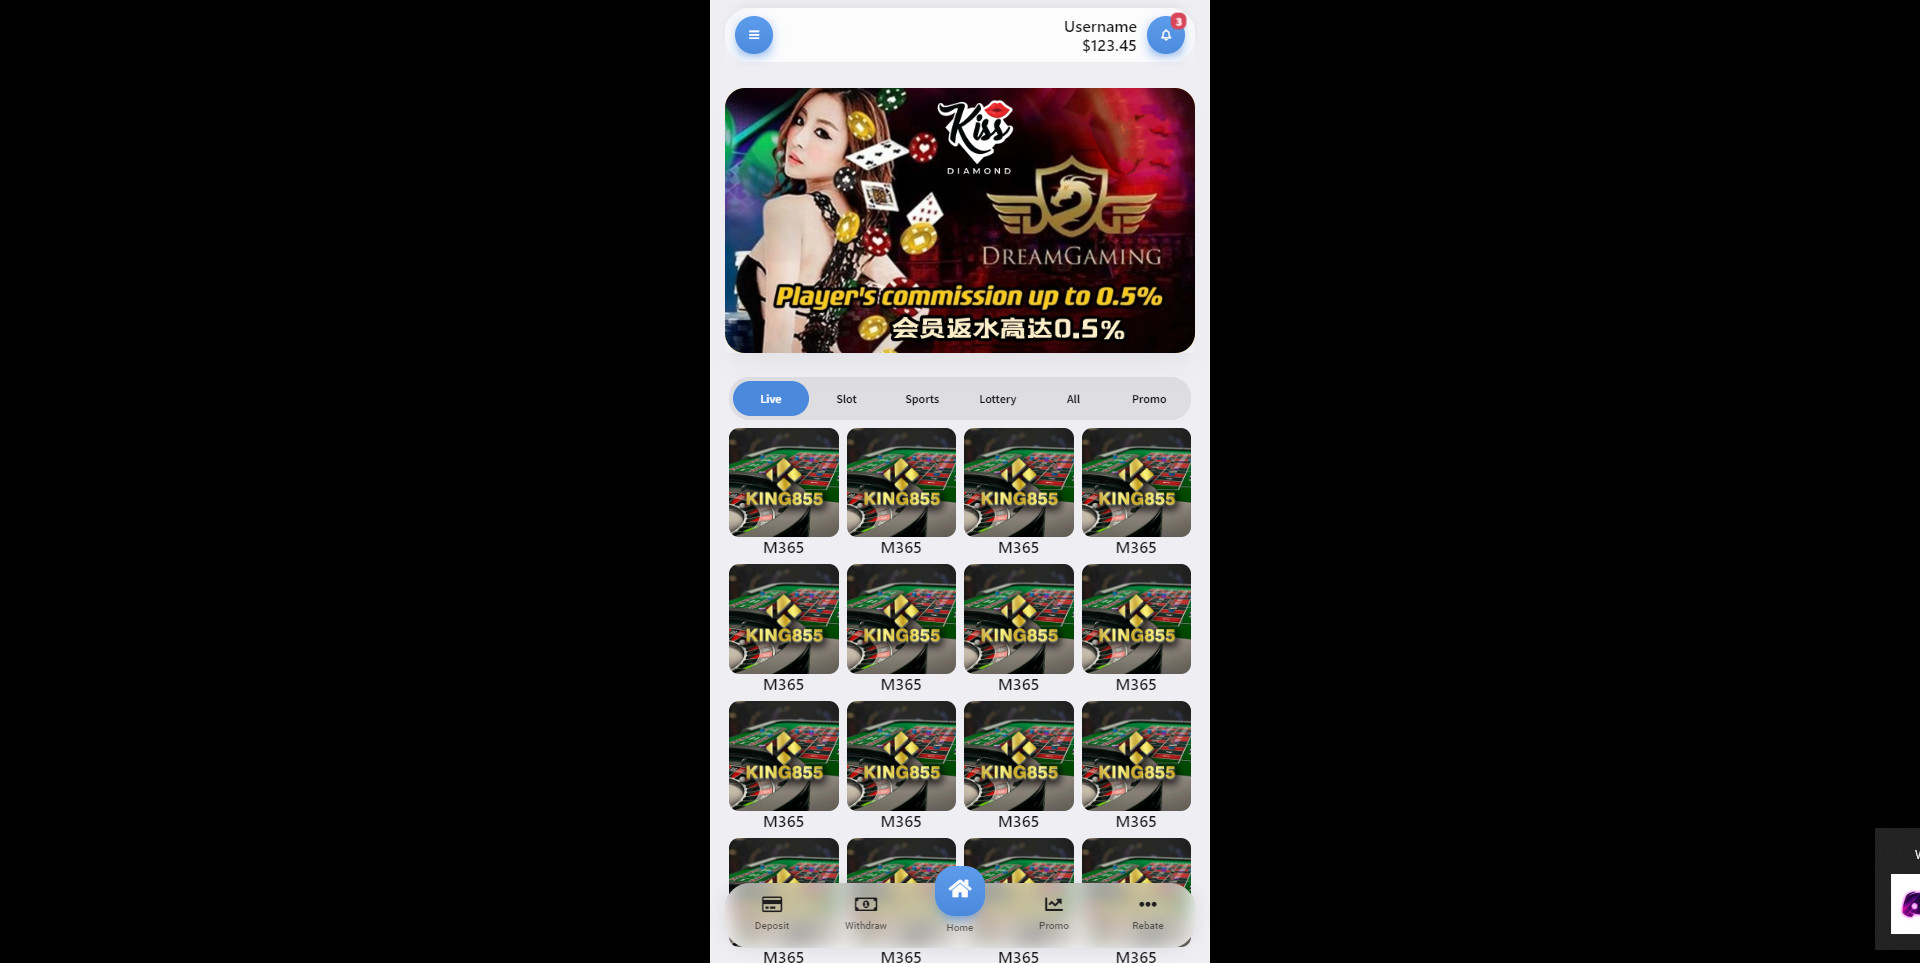 Username
$123.45
3
Kiss
DIAMOND
DG
DREAMGAMING
Player's commission up to 0.5%
会员返水高达0.5%
Live Slot Sports Lottery All Promo
KING855 KING855 KING855 KING855
M365 M365 M365 M365
KING855 KING855 KING855 KING855
M365 M365 M365 M365
KING855 KING855 KING855 KING855
M365 M365 M365 M365
Deposit Withdraw Home Promo Rebate
M365 M365 M365 M365